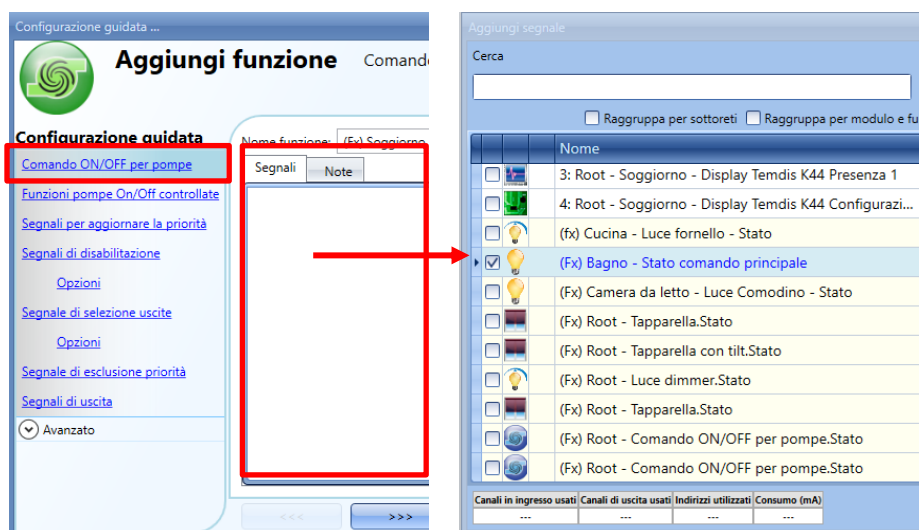 Configurazione guidata ...
Aggiungi funzione
Comand
Configurazione guidata
Nome funzione: (Fx) Soggiorno
Comando ON/OFF per pompe
Funzioni pompe On/Off controllate
Segnali per aggiornare la priorità
Segnali di disabilitazione
Opzioni
Segnale di selezione uscite
Opzioni
Segnale di esclusione priorità
Segnali di uscita
Avanzato
Segnali
Note
<<<
>>>
Aggiungi segnale
Cerca
Raggruppa per sottoreti
Raggruppa per modulo e fu
Nome
3: Root - Soggiorno - Display Temdis K44 Presenza 1
4: Root - Soggiorno - Display Temdis K44 Configurazi...
(fx) Cucina - Luce fornello - Stato
(Fx) Bagno - Stato comando principale
(Fx) Camera da letto - Luce Comodino - Stato
(Fx) Root - Tapparella.Stato
(Fx) Root - Tapparella con tilt.Stato
(Fx) Root - Luce dimmer.Stato
(Fx) Root - Tapparella.Stato
(Fx) Root - Comando ON/OFF per pompe.Stato
(Fx) Root - Comando ON/OFF per pompe.Stato
Canali in ingresso usati Canali di uscita usati Indirizzi utilizzati Consumo (mA)
--- --- --- ---